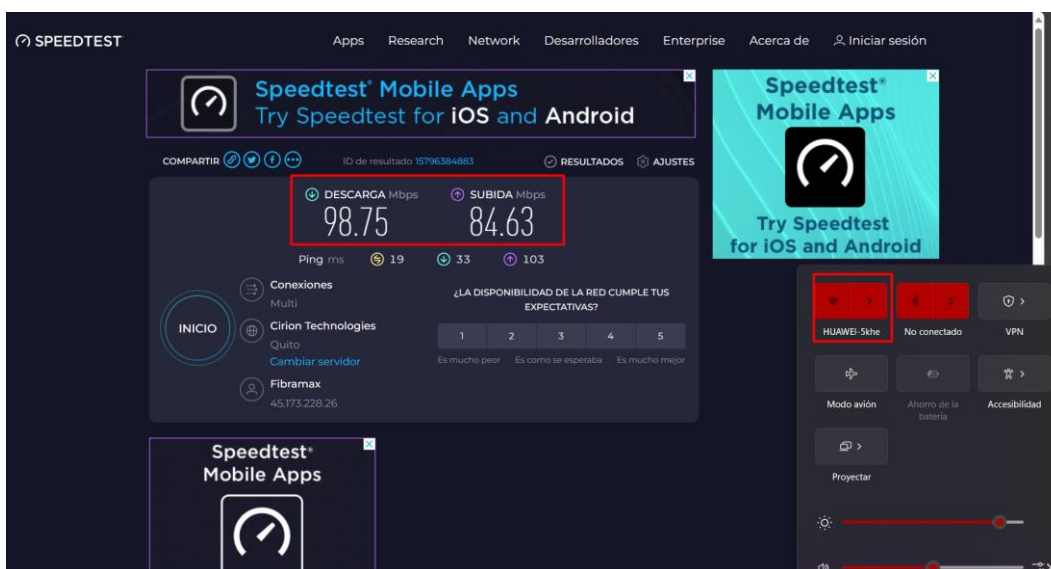 SPEEDTEST
Apps Research Network Desarrolladores Enterprise Acerca de Iniciar sesión
Speedtest® Mobile Apps
Try Speedtest for iOS and Android
Speedtest®
Mobile Apps
Try Speedtest
for iOS and Android
COMPARTIR ID de resultado 15796384883 RESULTADOS AJUSTES
DESCARGA Mbps SUBIDA Mbps
98.75 84.63
Ping ms 19 33 103
INICIO
Conexiones
Multi
Cirion Technologies
Quito
Cambiar servidor
Fibramax
45.173.228.26
¿LA DISPONIBILIDAD DE LA RED CUMPLE TUS
EXPECTATIVAS?
1 2 3 4 5
Es mucho peor Es como se esperaba Es mucho mejor
Speedtest®
Mobile Apps
HUAWEI-5khe No conectado VPN
Modo avión Ahorro de la batería Accesibilidad
Proyectar